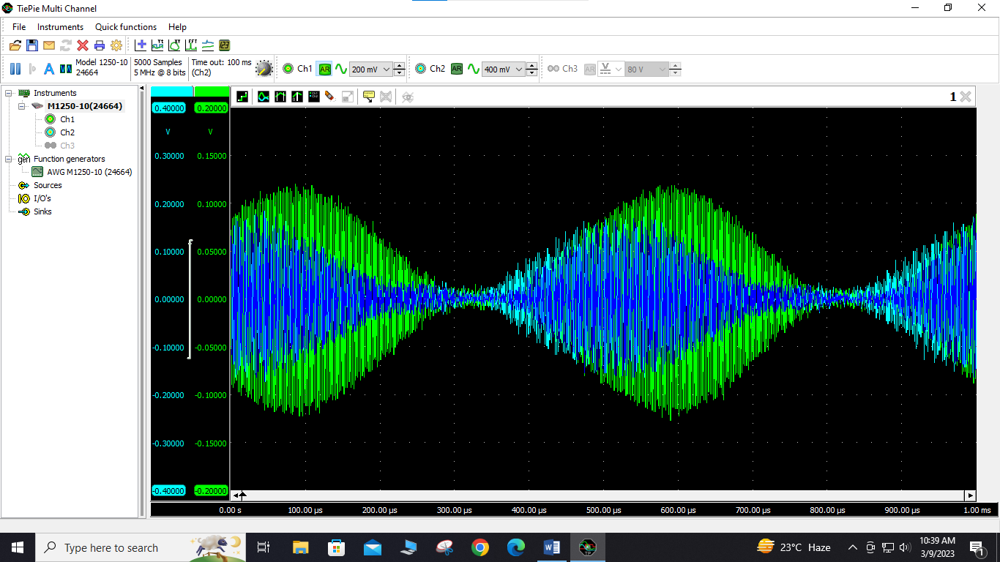 TiePie Multi Channel
File Instruments Quick functions Help
Yt XY FFT 123
A Model 1250-10 5000 Samples Time out: 100 ms Ch1 AR 200 mV Ch2 AR 400 mV Ch3 AR 80 V
24664 5 MHz @ 8 bits (Ch2)
Instruments
M1250-10(24664)
Ch1
Ch2
Ch3
gen Function generators
AWG M1250-10 (24664)
Sources
I/O's
Sinks
1
0.40000 0.20000
V V
0.30000 0.15000
0.20000 0.10000
0.10000 0.05000
0.00000 0.00000
-0.10000 -0.05000
-0.20000 -0.10000
-0.30000 -0.15000
-0.40000 -0.20000
0.00 s 100.00 µs 200.00 µs 300.00 µs 400.00 µs 500.00 µs 600.00 µs 700.00 µs 800.00 µs 900.00 µs 1.00 ms
Type here to search
W
23°C Haze
10:39 AM
3/9/2023
1